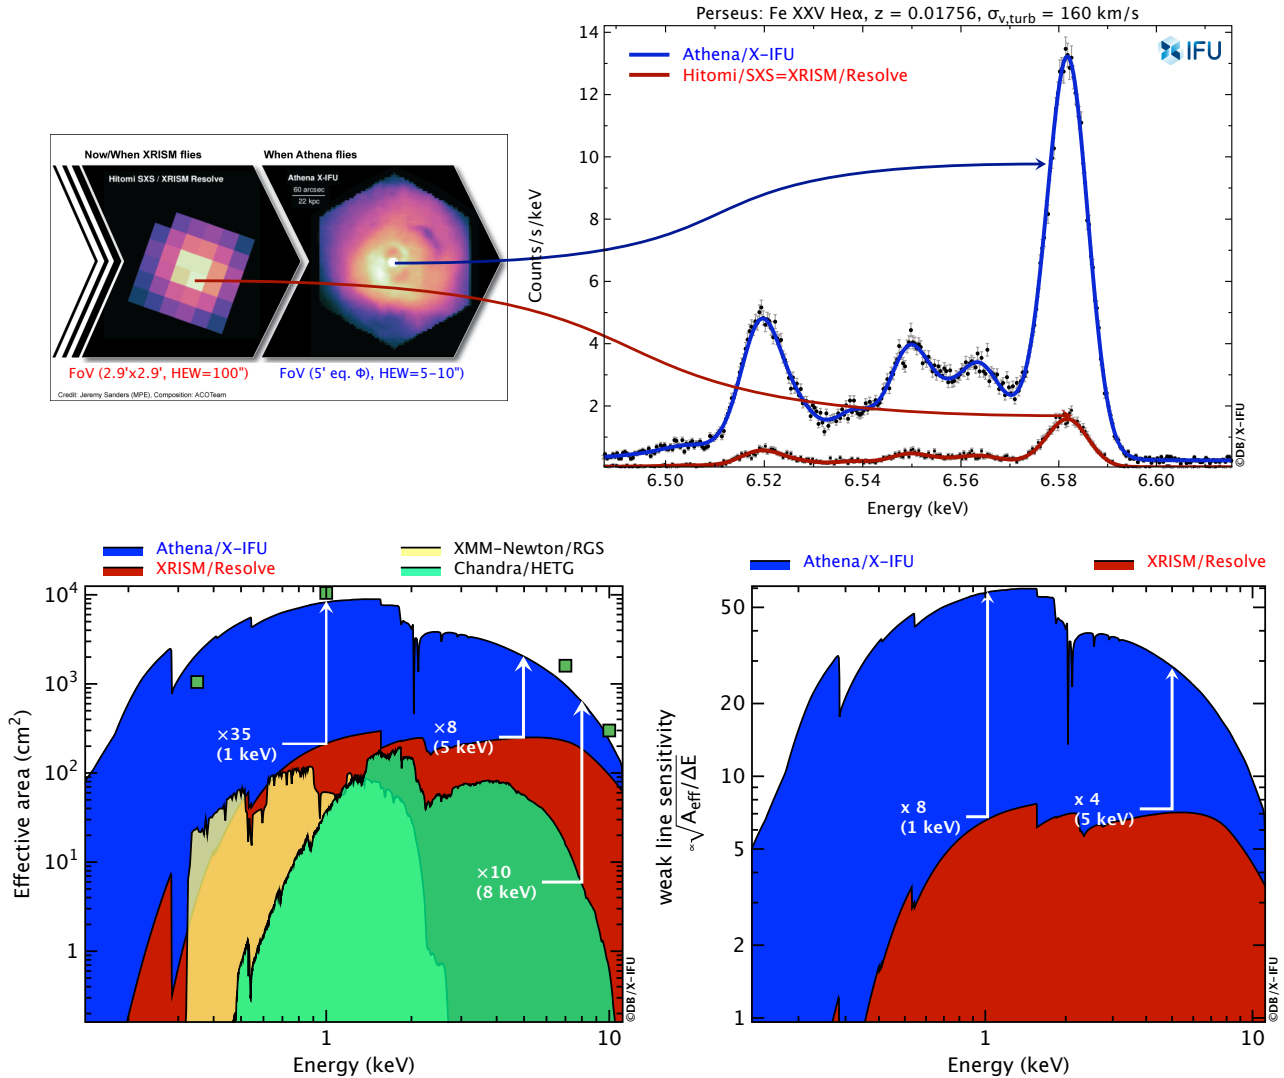 Perseus: Fe XXV Heα, z = 0.01756, σv,turb = 160 km/s
14
12
10
8
6
4
2
Counts/s/keV
Athena/X-IFU
Hitomi/SXS=XRISM/Resolve
IFU
6.50
6.52
6.54
6.56
6.58
6.60
Energy (keV)
©DB/X-IFU
Now/When XRISM flies
When Athena flies
Hitomi SXS / XRISM Resolve
Athena X-IFU
60 arcsec
22 kpc
FoV (2.9'x2.9', HEW=100")
FoV (5' eq. Φ), HEW=5-10")
Credit: Jeremy Sanders (MPE), Composition: ACOTeam
Athena/X-IFU
XRISM/Resolve
XMM-Newton/RGS
Chandra/HETG
Effective area (cm²)
10⁴
10³
10²
10¹
1
×35
(1 keV)
×8
(5 keV)
×10
(8 keV)
1
10
Energy (keV)
©DB/X-IFU
Athena/X-IFU
XRISM/Resolve
weak line sensitivity
∝√Aeff/ΔE
50
20
10
5
2
1
x 8
(1 keV)
x 4
(5 keV)
1
10
Energy (keV)
©DB/X-IFU